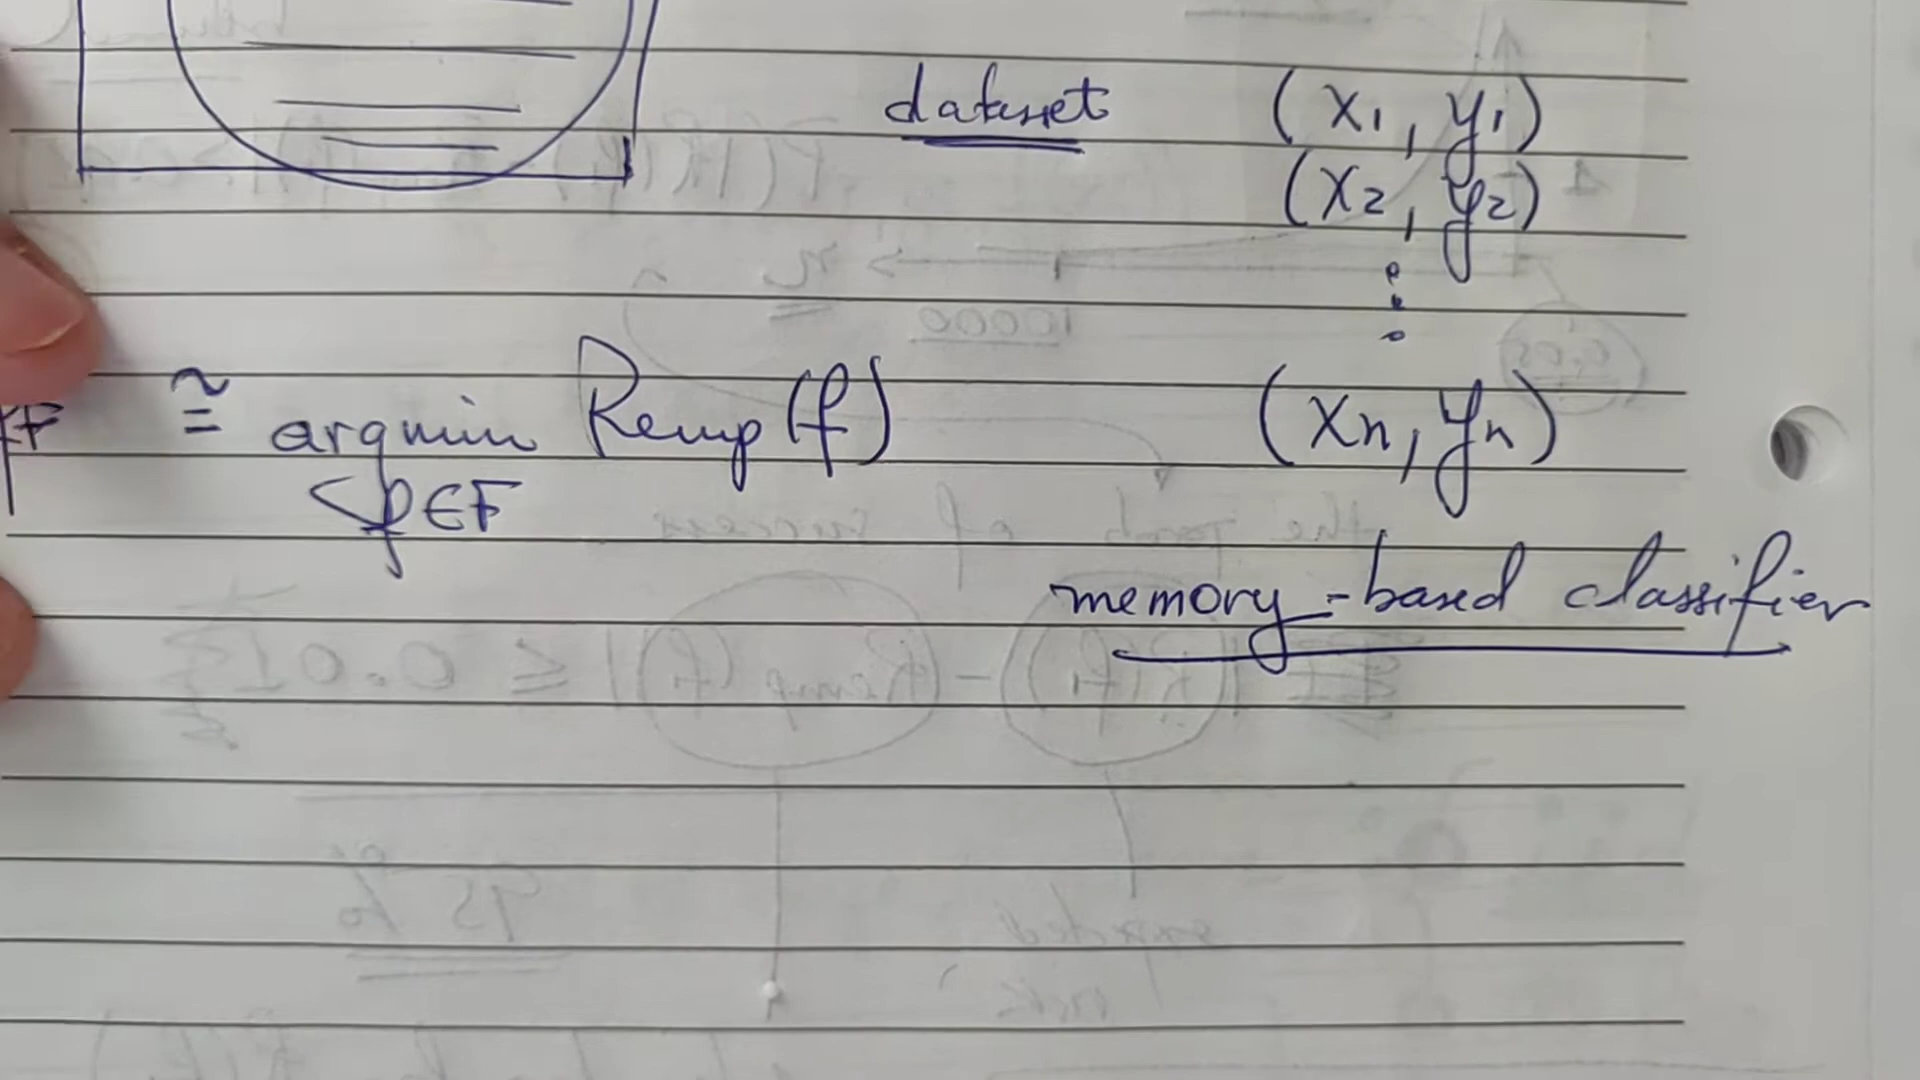 dataset (x1, y1)
(x2, y2)
⋮
≅ argmin Remp(f) (xn, yn)
f∈F
memory-based classifier